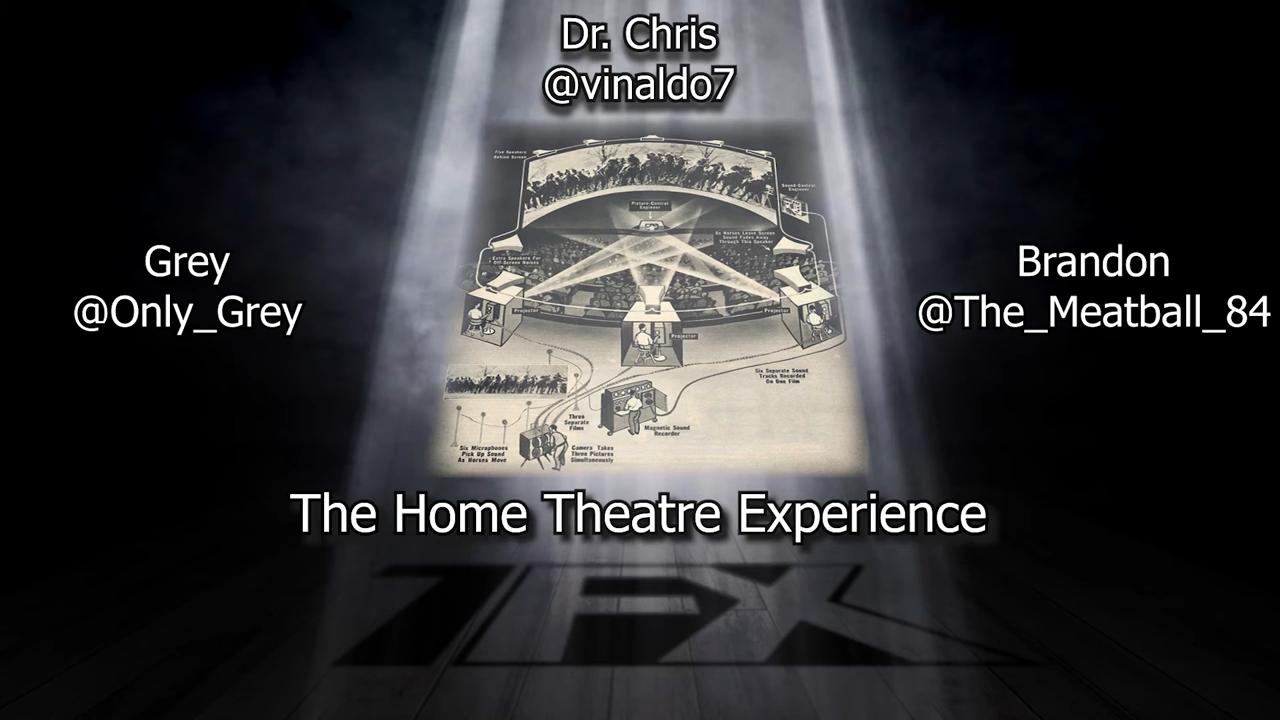 Dr. Chris
@vinaldo7
Five Speakers
Behind Screen
Sound-Control
Engineer
Picture-Control
Engineer
As Horses Leave Screen
Sound Fades Away
Through This Speaker
Extra Speakers For
Off-Screen Noises
Grey
@Only_Grey
Brandon
@The_Meatball_84
Projector
Projector
Projector
Six Separate Sound
Tracks Recorded
On One Film
Three
Separate
Films
Magnetic Sound
Recorder
Six Microphones
Pick Up Sound
As Horses Move
Camera Takes
Three Pictures
Simultaneously
The Home Theatre Experience